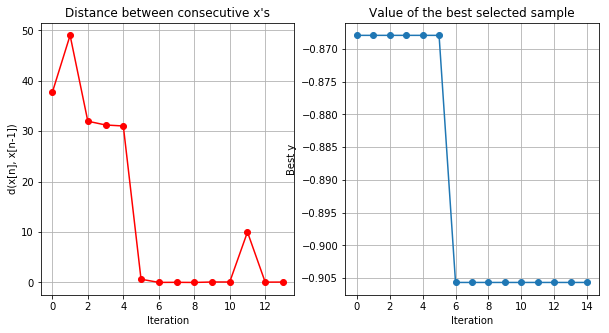 Distance between consecutive x's
50
40
30
20
10
0
d(x[n], x[n-1])
0 2 4 6 8 10 12
Iteration
Value of the best selected sample
−0.870
−0.875
−0.880
−0.885
−0.890
−0.895
−0.900
−0.905
Best y
0 2 4 6 8 10 12 14
Iteration